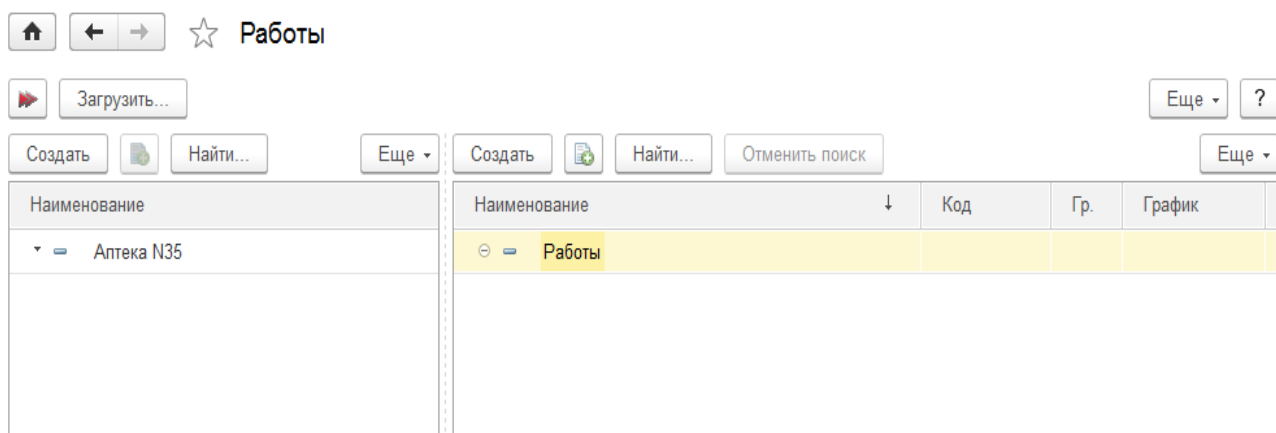 Работы
Загрузить... Еще ?
Создать Найти... Еще Создать Найти... Отменить поиск Еще
Наименование Наименование ↓ Код Гр. График
Аптека N35 Работы